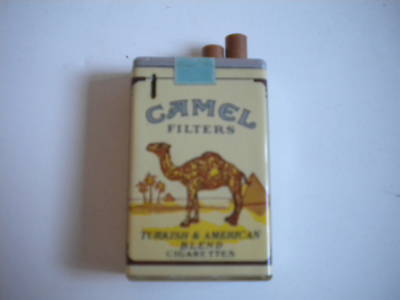 CAMEL
FILTERS
TURKISH & AMERICAN
BLEND
CIGARETTES